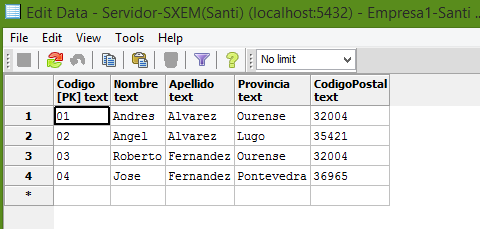 Edit Data - Servidor-SXEM(Santi) (localhost:5432) - Empresa1-Santi ..
File Edit View Tools Help
No limit
Codigo Nombre Apellido Provincia CodigoPostal
[PK] text text text text text
1 01 Andres Alvarez Ourense 32004
2 02 Angel Alvarez Lugo 35421
3 03 Roberto Fernandez Ourense 32004
4 04 Jose Fernandez Pontevedra 36965
*